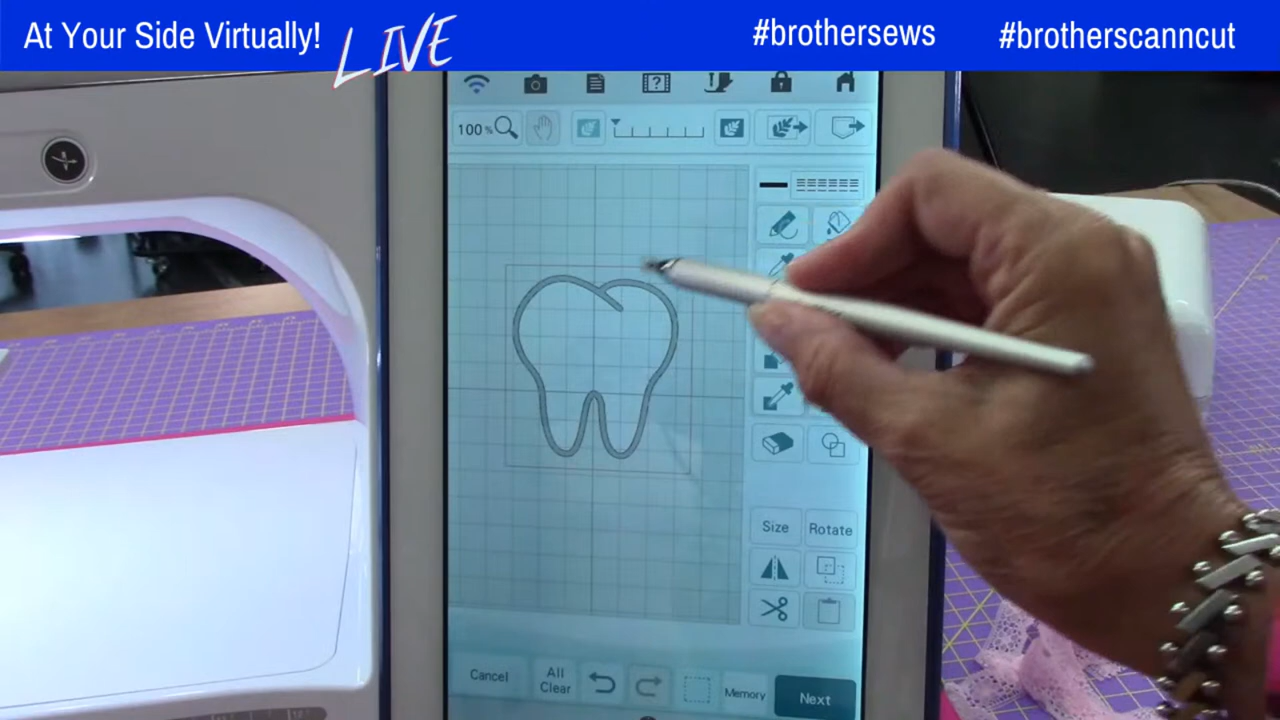 At Your Side Virtually!
LIVE
#brothersews
#brotherscanncut
100 %
Size
Rotate
Cancel
All
Clear
Memory
Next